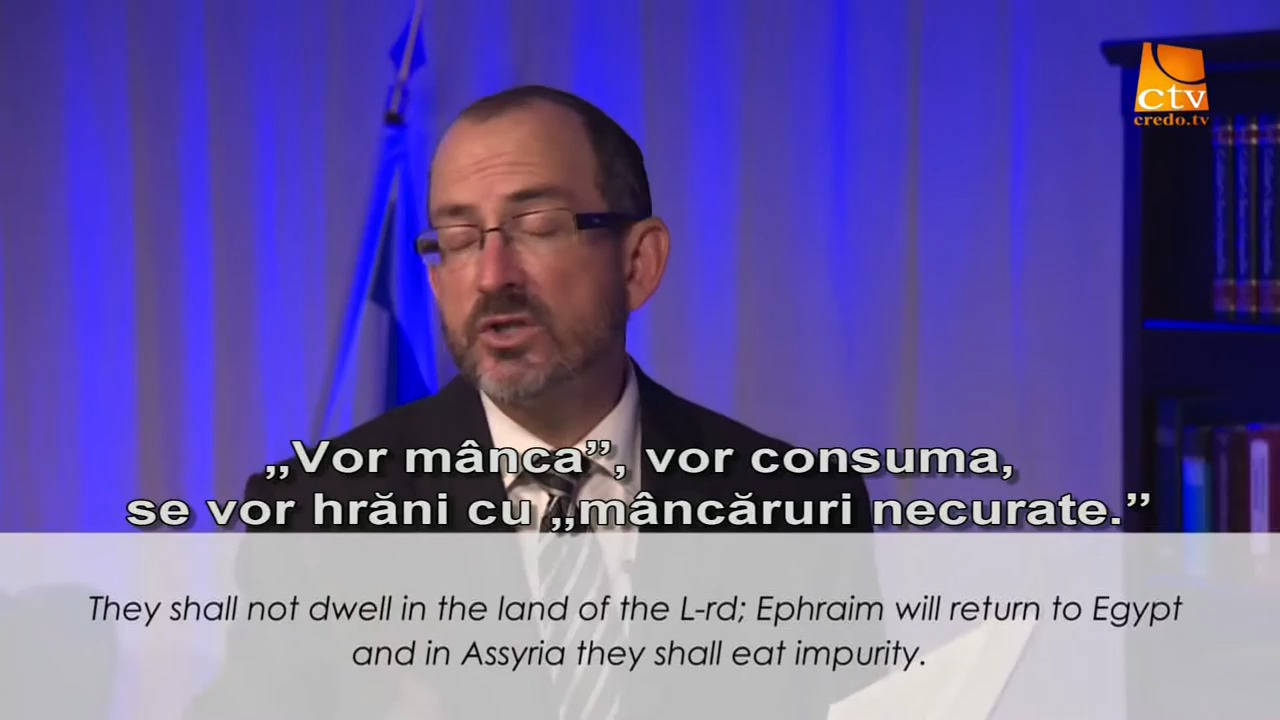 ctv
credo.tv
„Vor mânca”, vor consuma,
se vor hrăni cu „mâncăruri necurate.”
They shall not dwell in the land of the L-rd; Ephraim will return to Egypt
and in Assyria they shall eat impurity.